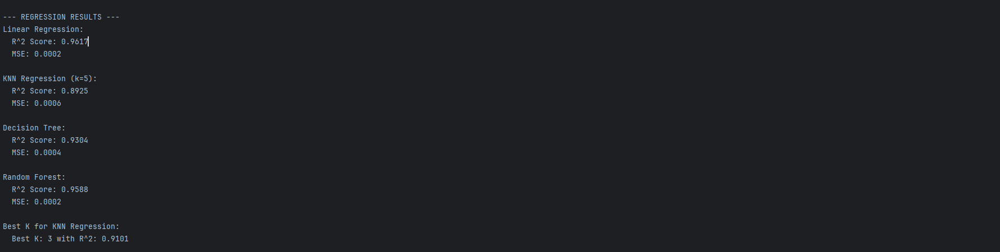 --- REGRESSION RESULTS ---
Linear Regression:
R^2 Score: 0.9617
MSE: 0.0002
KNN Regression (k=5):
R^2 Score: 0.8925
MSE: 0.0006
Decision Tree:
R^2 Score: 0.9304
MSE: 0.0004
Random Forest:
R^2 Score: 0.9588
MSE: 0.0002
Best K for KNN Regression:
Best K: 3 with R^2: 0.9101